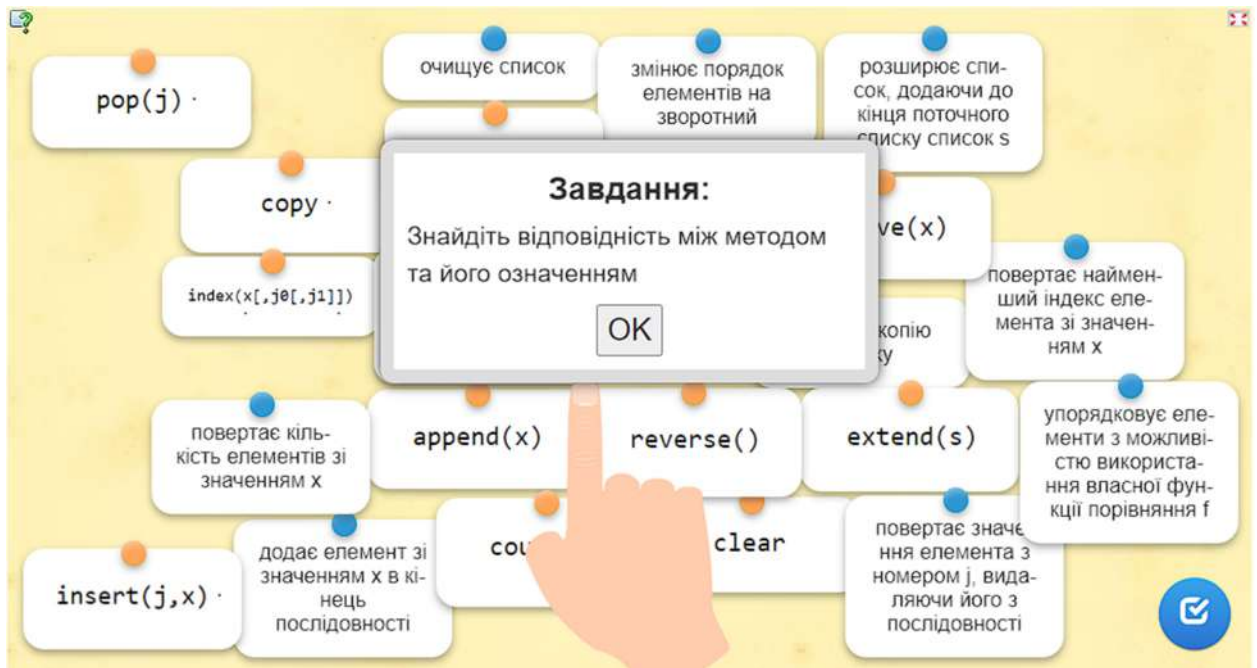 pop(j)
очищує список
змінює порядок
елементів на
зворотний
розширює спи-
сок, додаючи до
кінця поточного
списку список s
copy
index(x[,j0[,j1]])
Завдання:
Знайдіть відповідність між методом
та його означенням
OK
ve(x)
повертає наймен-
ший індекс еле-
мента зі значен-
ням x
копію
повертає кіль-
кість елементів зі
значенням x
append(x)
reverse()
extend(s)
упорядковує еле-
менти з можливі-
стю використа-
ння власної фун-
кції порівняння f
insert(j,x)
додає елемент зі
значенням x в кі-
нець
послідовності
cou
clear
повертає значе
ння елемента з
номером j, вида-
ляючи його з
послідовності